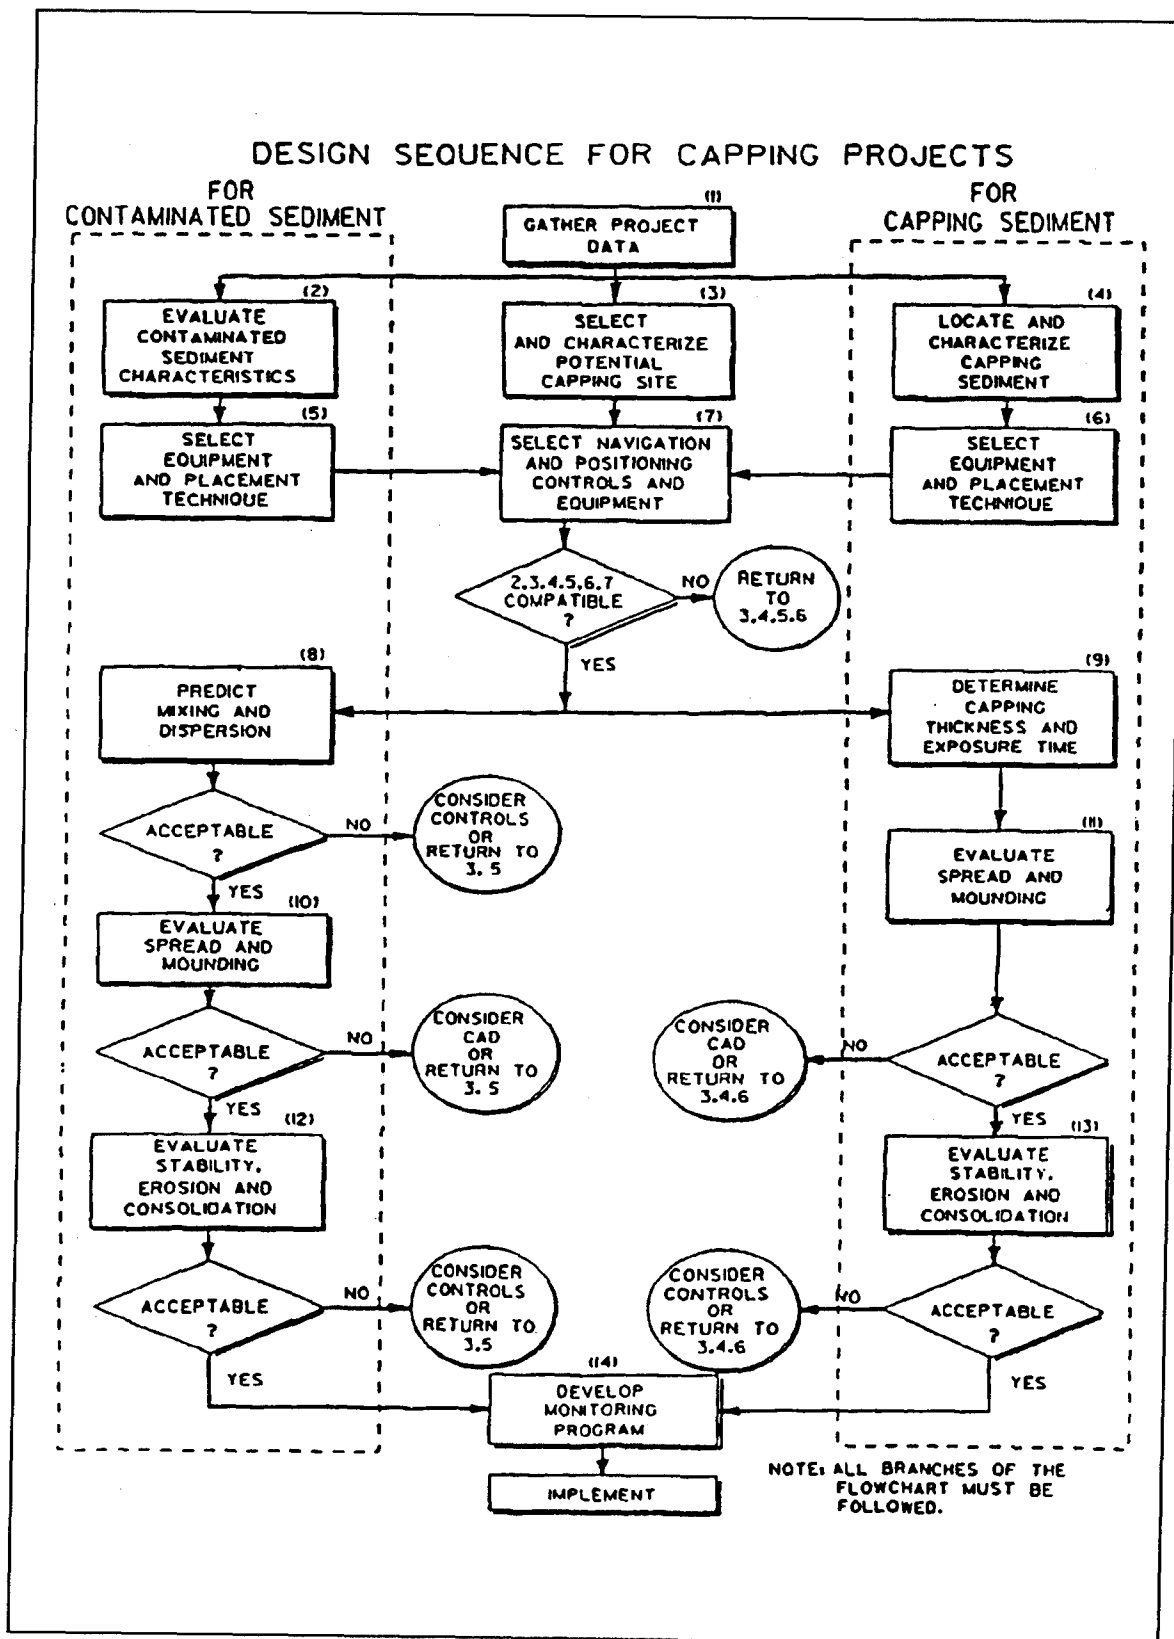 DESIGN SEQUENCE FOR CAPPING PROJECTS
FOR
CONTAMINATED SEDIMENT
FOR
CAPPING SEDIMENT
(1)
GATHER PROJECT
DATA
(2)
EVALUATE
CONTAMINATED
SEDIMENT
CHARACTERISTICS
(3)
SELECT
AND CHARACTERIZE
POTENTIAL
CAPPING SITE
(4)
LOCATE AND
CHARACTERIZE
CAPPING
SEDIMENT
(5)
SELECT
EQUIPMENT
AND PLACEMENT
TECHNIQUE
(7)
SELECT NAVIGATION
AND POSITIONING
CONTROLS AND
EQUIPMENT
(6)
SELECT
EQUIPMENT
AND PLACEMENT
TECHNIQUE
2.3.4.5.6.7
COMPATIBLE
?
NO
RETURN
TO
3.4.5.6
YES
(8)
PREDICT
MIXING AND
DISPERSION
(9)
DETERMINE
CAPPING
THICKNESS AND
EXPOSURE TIME
ACCEPTABLE
?
NO
CONSIDER
CONTROLS
OR
RETURN TO
3.5
YES
(10)
EVALUATE
SPREAD AND
MOUNDING
(11)
EVALUATE
SPREAD AND
MOUNDING
ACCEPTABLE
?
NO
CONSIDER
CAD
OR
RETURN TO
3.5
YES
CONSIDER
CAD
OR
RETURN TO
3.4.6
NO
ACCEPTABLE
?
YES
(12)
EVALUATE
STABILITY.
EROSION AND
CONSOLIDATION
(13)
EVALUATE
STABILITY.
EROSION AND
CONSOLIDATION
ACCEPTABLE
?
NO
CONSIDER
CONTROLS
OR
RETURN TO
3.5
YES
CONSIDER
CONTROLS
OR
RETURN TO
3.4.6
NO
ACCEPTABLE
?
YES
(14)
DEVELOP
MONITORING
PROGRAM
IMPLEMENT
NOTE: ALL BRANCHES OF THE
FLOWCHART MUST BE
FOLLOWED.